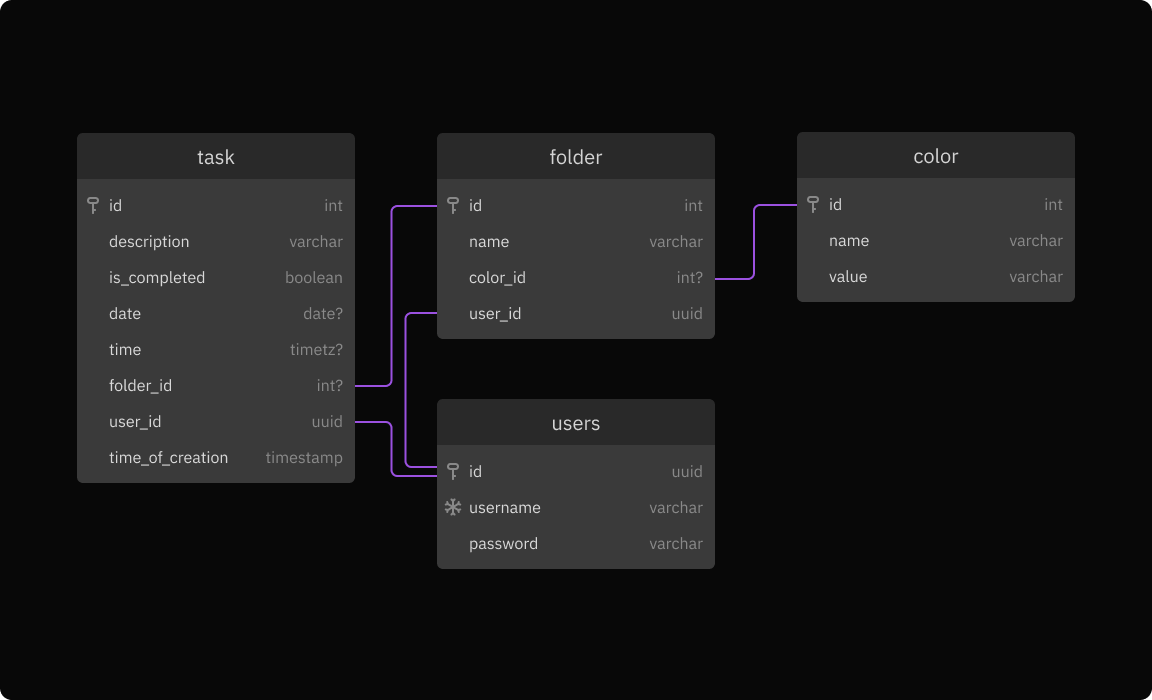 task
id int
description varchar
is_completed boolean
date date?
time timetz?
folder_id int?
user_id uuid
time_of_creation timestamp
folder
id int
name varchar
color_id int?
user_id uuid
color
id int
name varchar
value varchar
users
id uuid
username varchar
password varchar